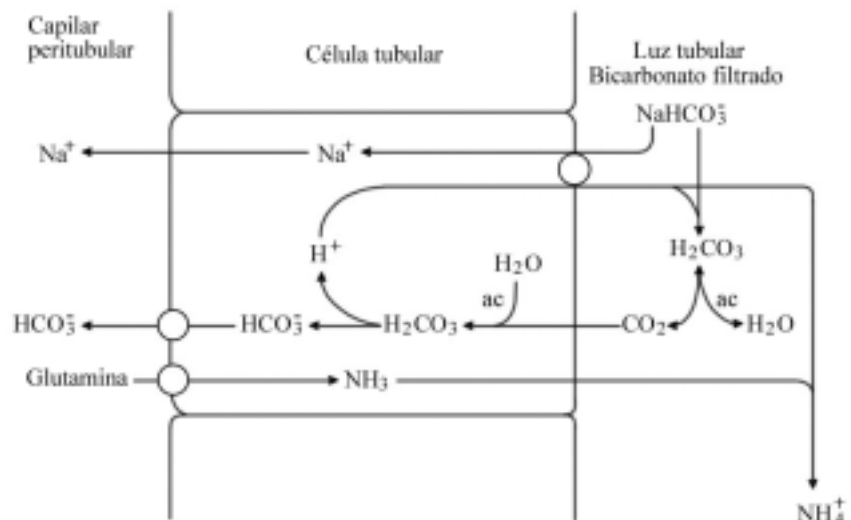 Capilar
peritubular
Célula tubular
Luz tubular
Bicarbonato filtrado
NaHCO₃⁻
Na⁺
Na⁺
H⁺
H₂O
H₂CO₃
ac
ac
HCO₃⁻
HCO₃⁻
H₂CO₃
CO₂
H₂O
Glutamina
NH₃
NH₄⁺